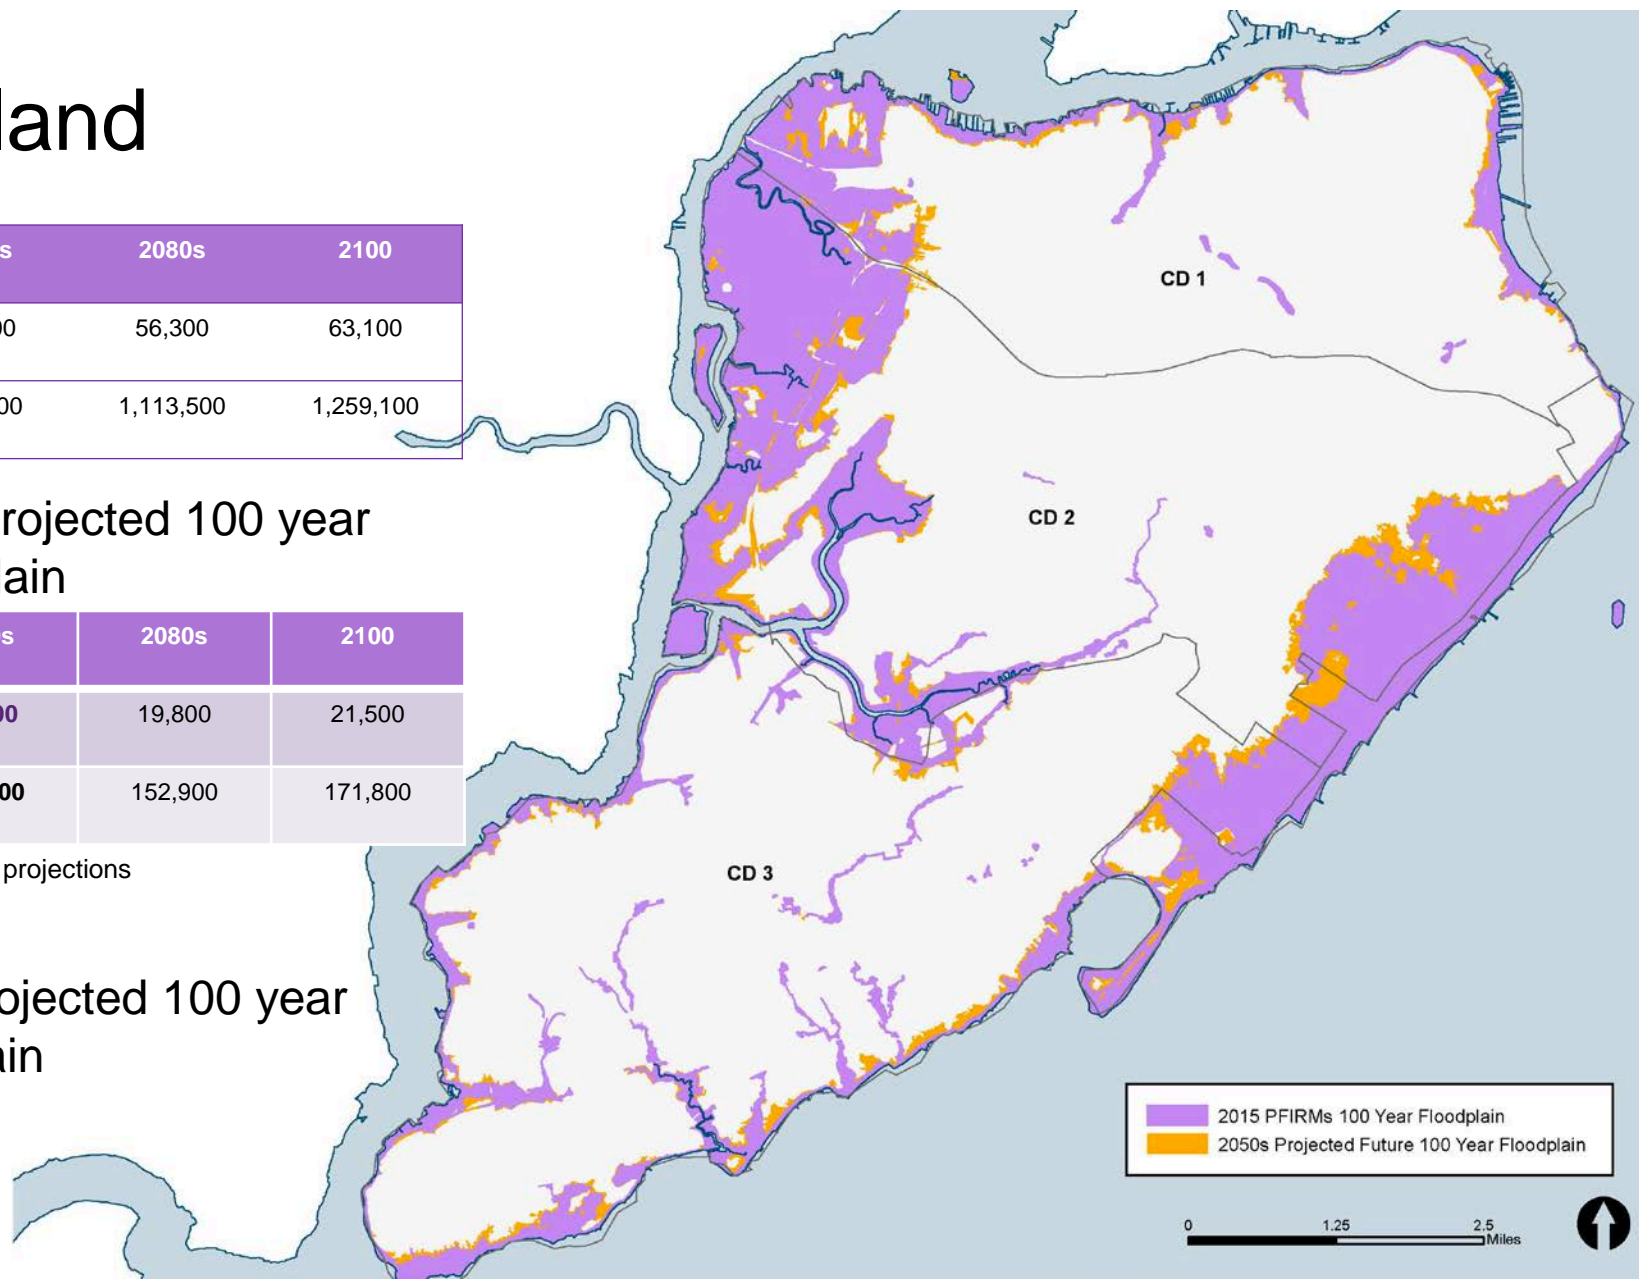 land
s 2080s 2100
00 56,300 63,100
00 1,113,500 1,259,100
rojected 100 year
lain
s 2080s 2100
00 19,800 21,500
00 152,900 171,800
projections
ojected 100 year
ain
CD 1
CD 2
CD 3
2015 PFIRMs 100 Year Floodplain
2050s Projected Future 100 Year Floodplain
0 1.25 2.5
Miles